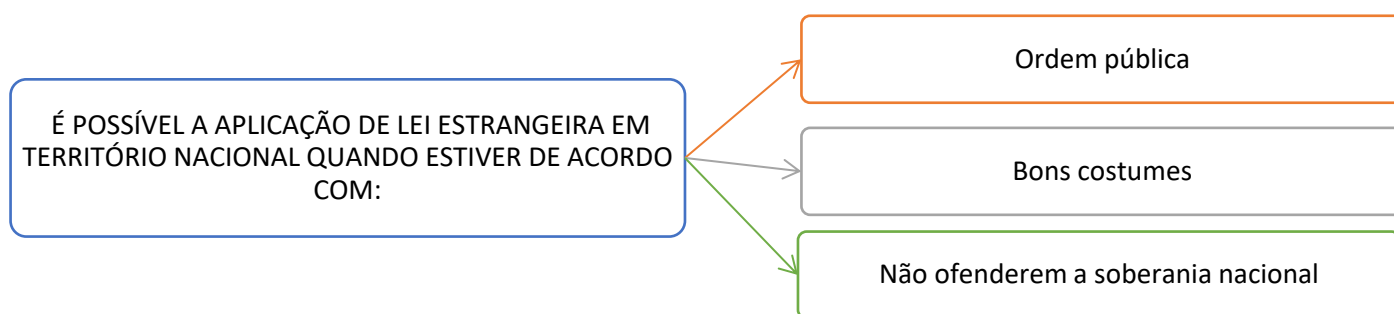 É POSSÍVEL A APLICAÇÃO DE LEI ESTRANGEIRA EM
TERRITÓRIO NACIONAL QUANDO ESTIVER DE ACORDO
COM:
Ordem pública
Bons costumes
Não ofenderem a soberania nacional